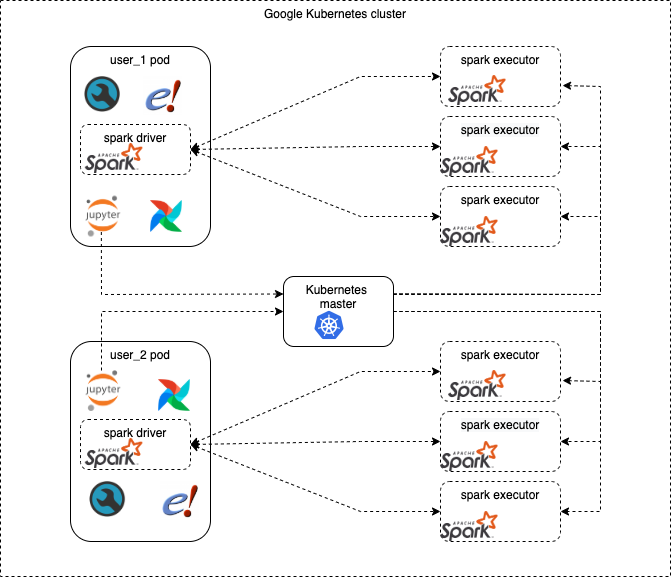 Google Kubernetes cluster
user_1 pod
e!
spark driver
APACHE
Spark
jupyter
spark executor
APACHE
Spark
spark executor
APACHE
Spark
spark executor
APACHE
Spark
Kubernetes
master
user_2 pod
jupyter
spark driver
APACHE
Spark
e!
spark executor
APACHE
Spark
spark executor
APACHE
Spark
spark executor
APACHE
Spark